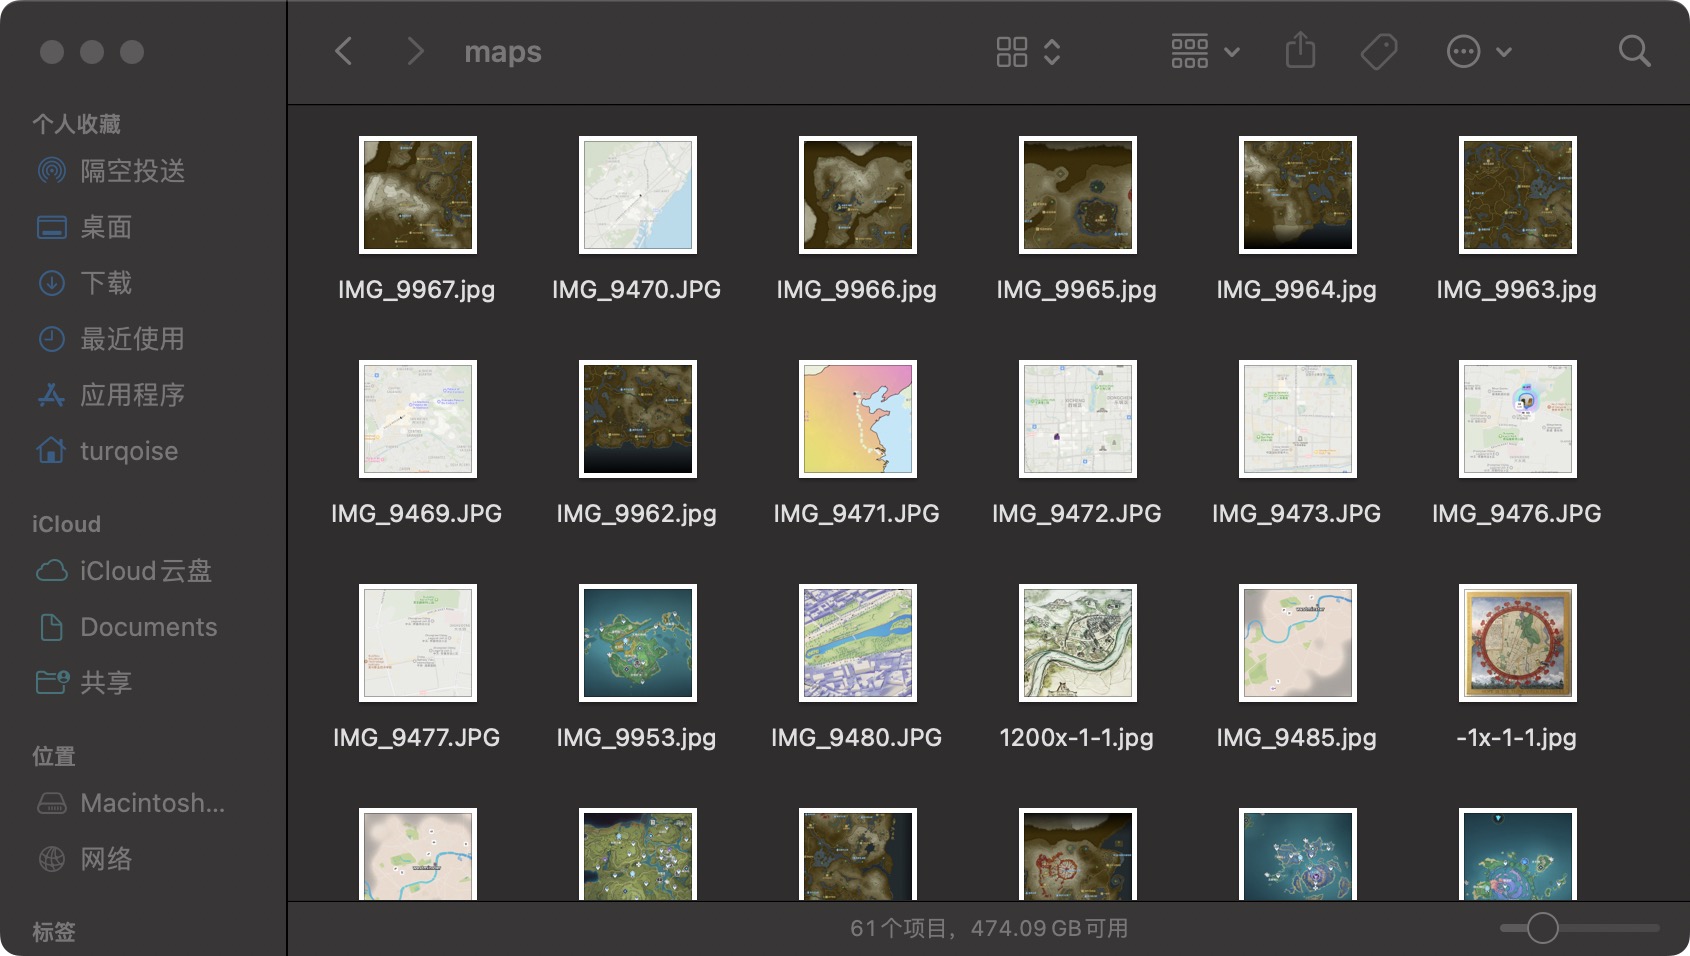 maps
个人收藏
隔空投送
桌面
下载
最近使用
应用程序
turqoise
iCloud
iCloud云盘
Documents
共享
位置
Macintosh...
网络
标签
IMG_9967.jpg
IMG_9470.JPG
IMG_9966.jpg
IMG_9965.jpg
IMG_9964.jpg
IMG_9963.jpg
IMG_9469.JPG
IMG_9962.jpg
IMG_9471.JPG
IMG_9472.JPG
IMG_9473.JPG
IMG_9476.JPG
IMG_9477.JPG
IMG_9953.jpg
IMG_9480.JPG
1200x-1-1.jpg
IMG_9485.jpg
-1x-1-1.jpg
61个项目，474.09 GB可用